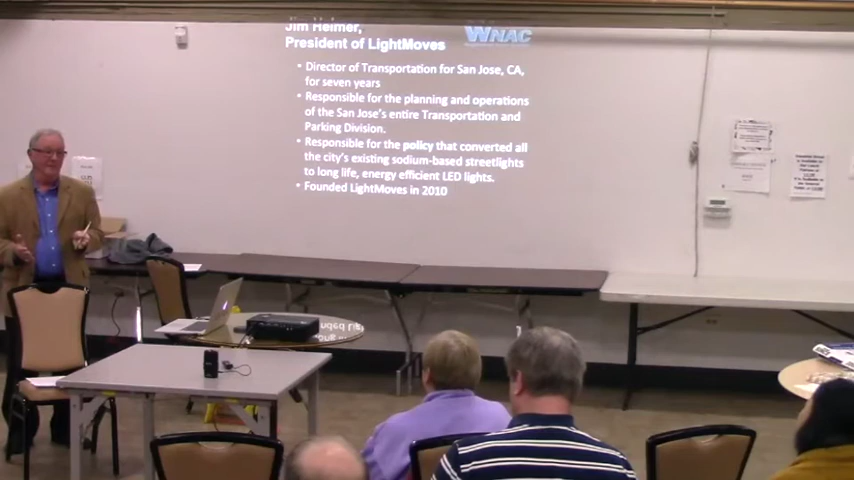 Jim Helmer,
President of LightMoves
WNAC
• Director of Transportation for San Jose, CA,
for seven years
• Responsible for the planning and operations
of the San Jose's entire Transportation and
Parking Division.
• Responsible for the policy that converted all
the city's existing sodium-based streetlights
to long life, energy efficient LED lights.
• Founded LightMoves in 2010